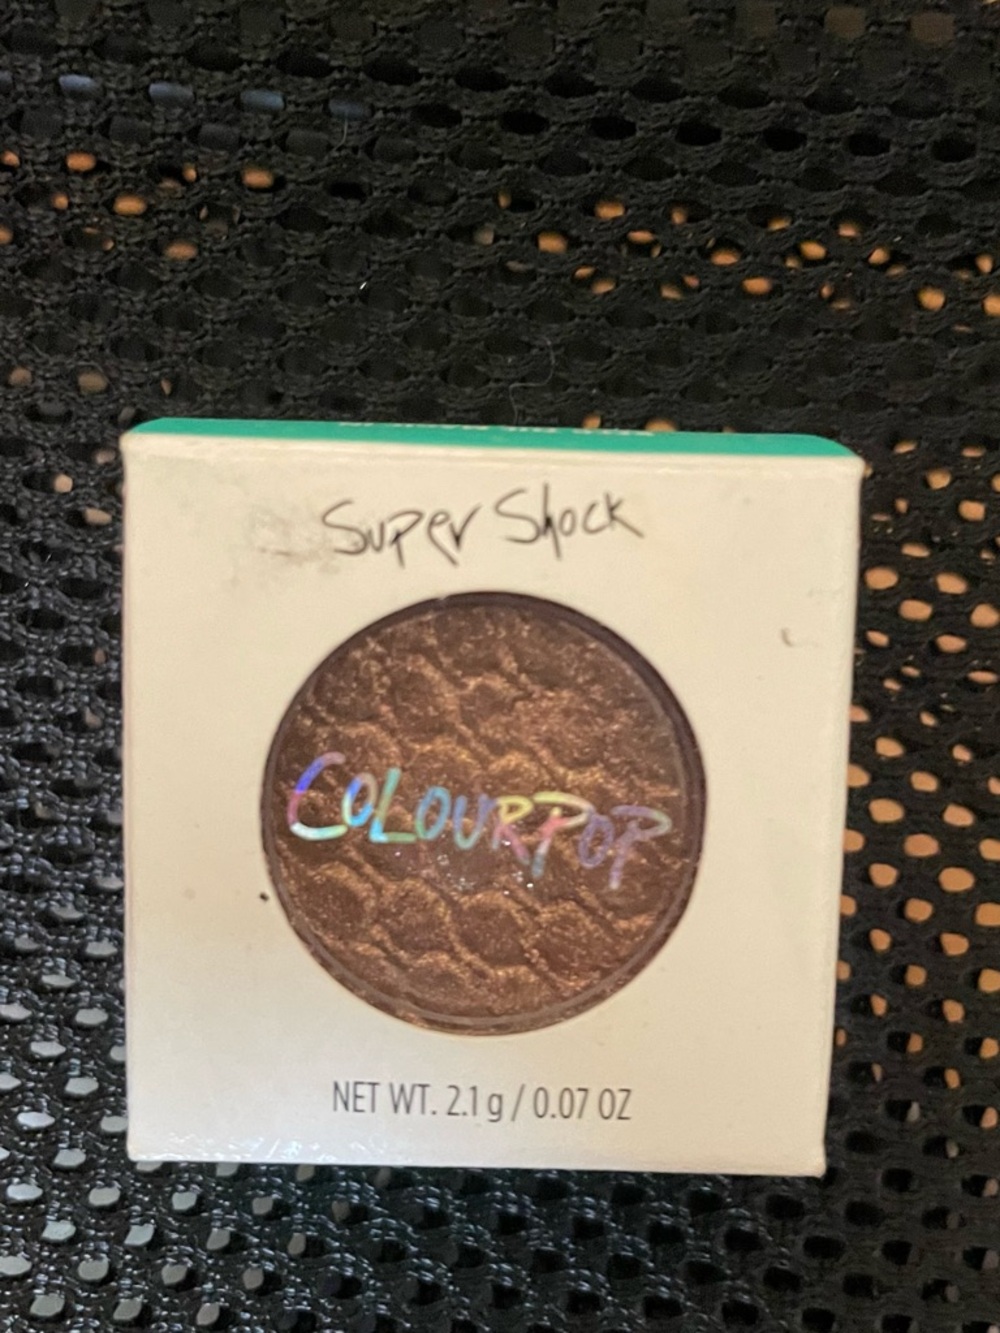 Super Shock
COLOURPOP
NET WT. 2.1 g / 0.07 OZ